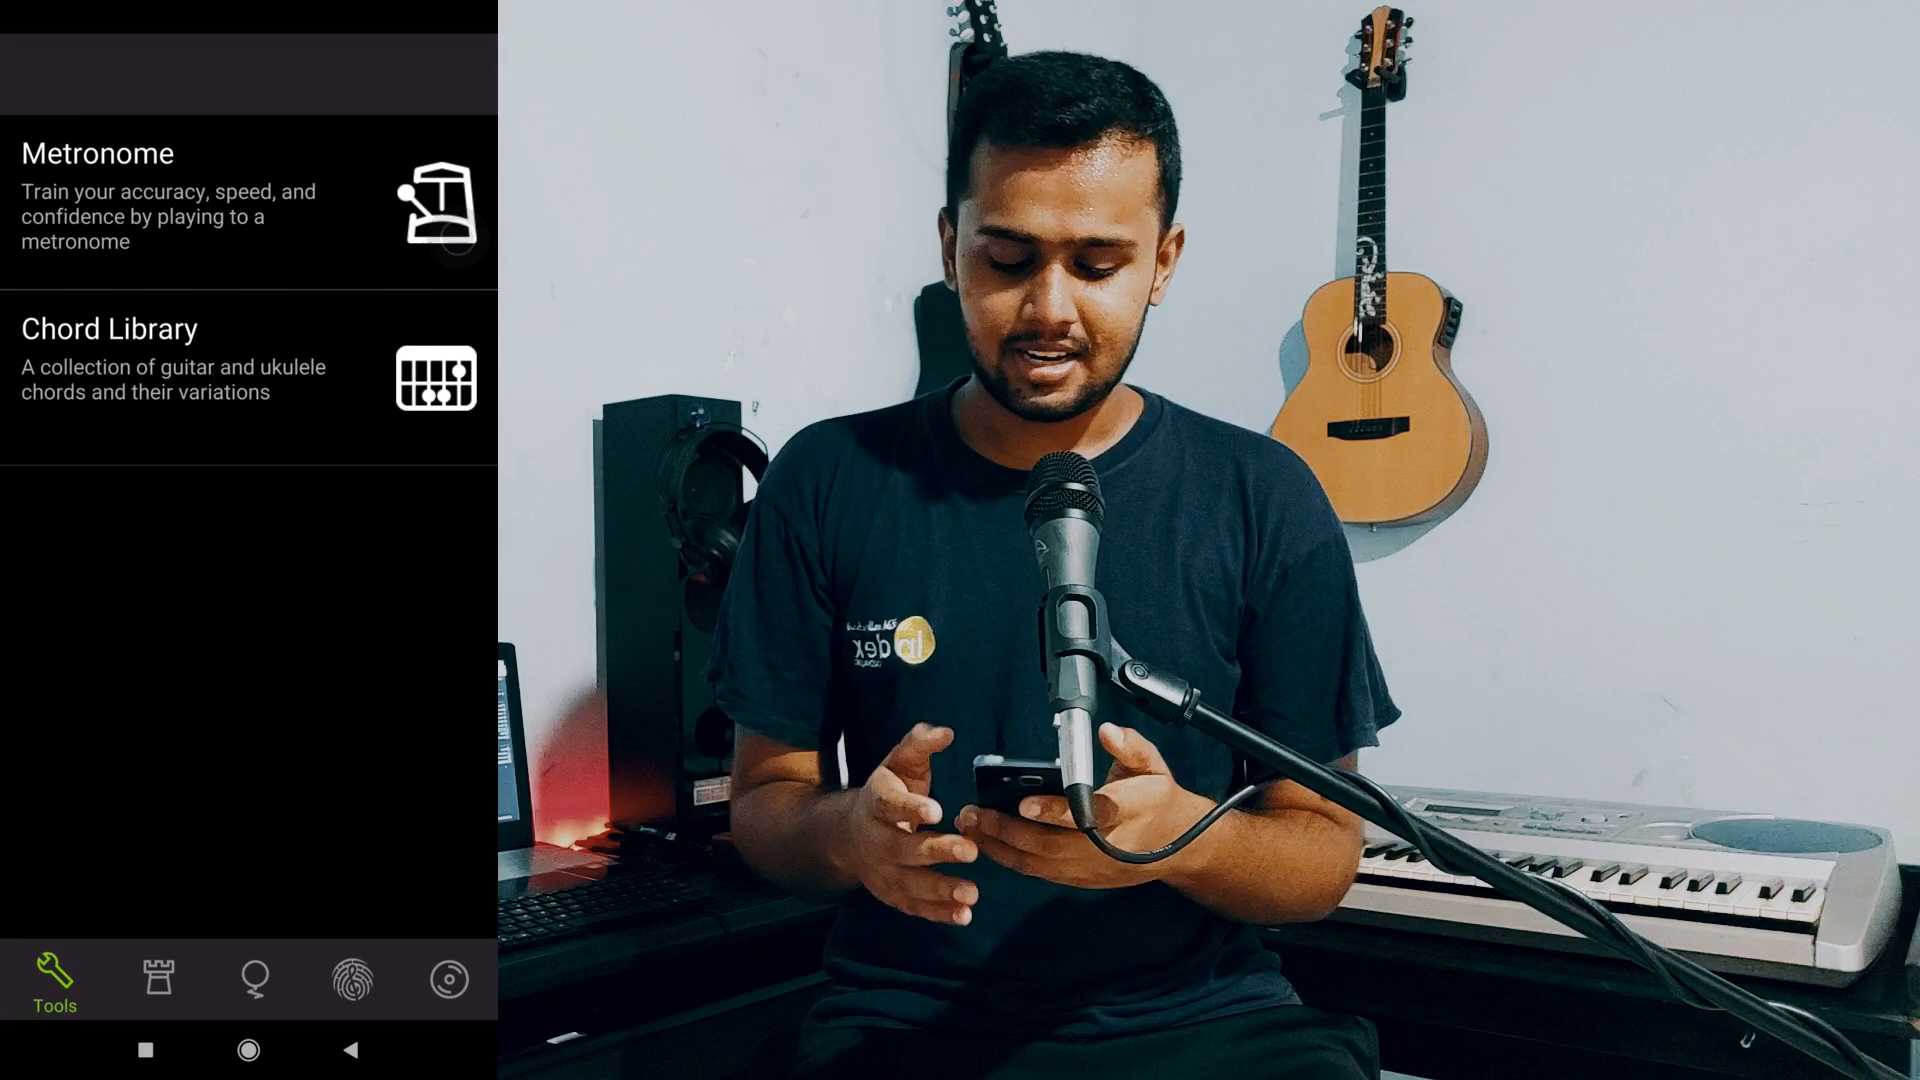 Metronome
Train your accuracy, speed, and
confidence by playing to a
metronome
Chord Library
A collection of guitar and ukulele
chords and their variations
Tools
Index